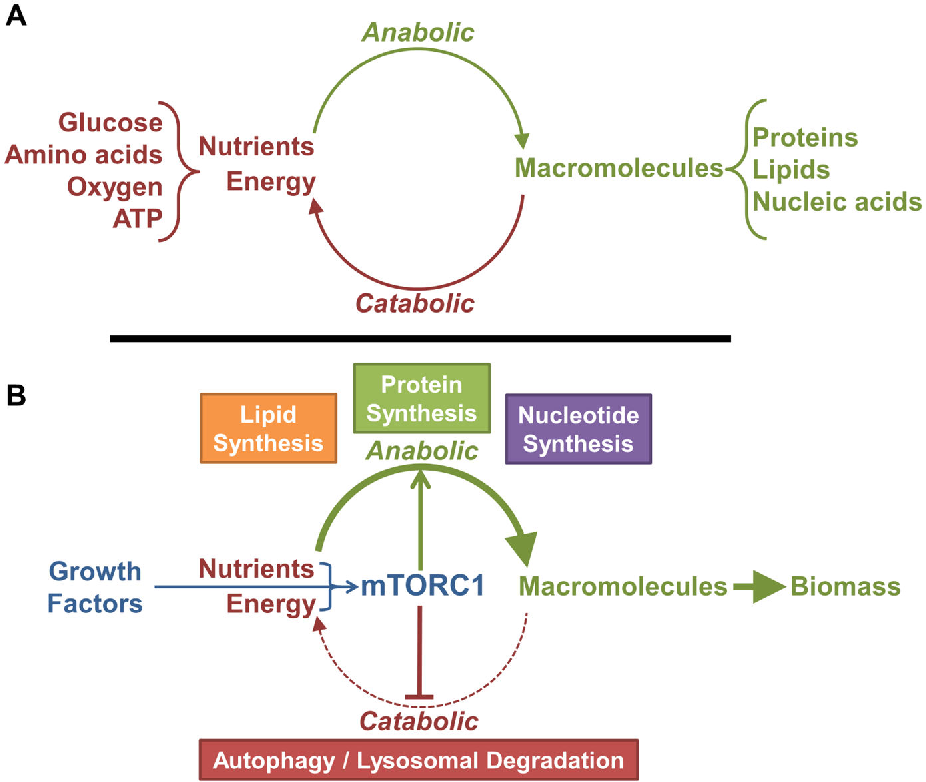 A
Anabolic
Glucose
Amino acids
Oxygen
ATP
Nutrients
Energy
Macromolecules
Proteins
Lipids
Nucleic acids
Catabolic
B
Lipid
Synthesis
Protein
Synthesis
Nucleotide
Synthesis
Anabolic
Growth
Factors
Nutrients
Energy
mTORC1
Macromolecules
Biomass
Catabolic
Autophagy / Lysosomal Degradation